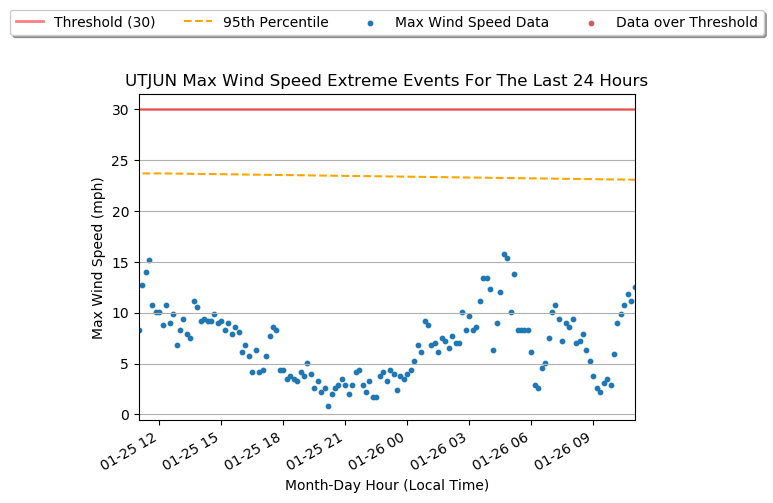 Threshold (30) 95th Percentile Max Wind Speed Data Data over Threshold
UTJUN Max Wind Speed Extreme Events For The Last 24 Hours
Max Wind Speed (mph)
30
25
20
15
10
5
0
01-25 12 01-25 15 01-25 18 01-25 21 01-26 00 01-26 03 01-26 06 01-26 09
Month-Day Hour (Local Time)